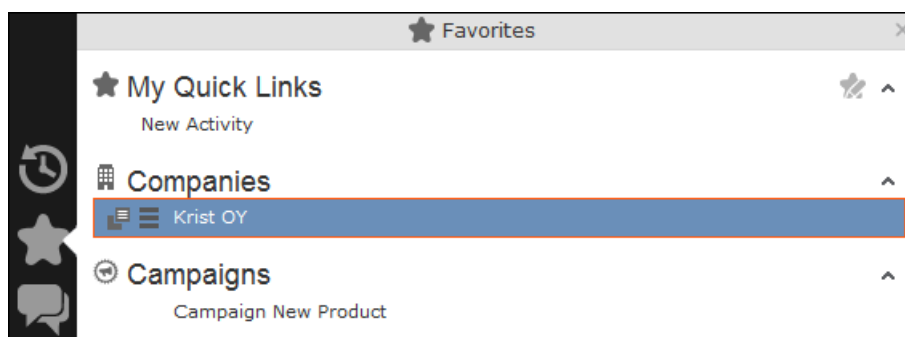 Favorites
My Quick Links
New Activity
Companies
Krist OY
Campaigns
Campaign New Product